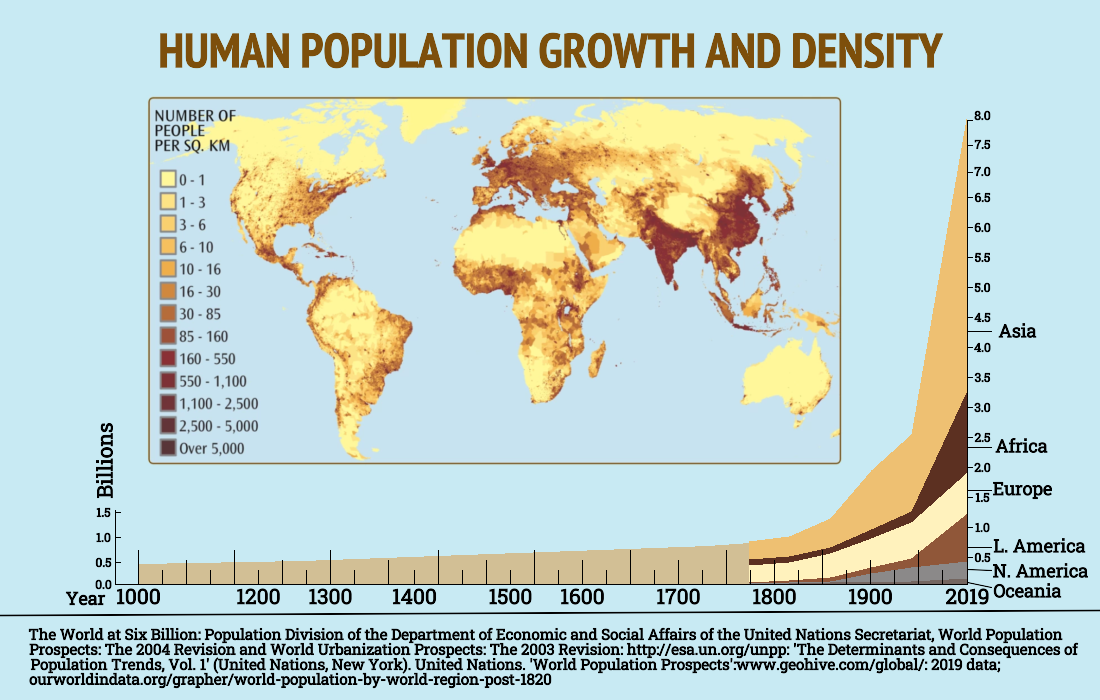 HUMAN POPULATION GROWTH AND DENSITY
NUMBER OF
PEOPLE
PER SQ. KM
0 - 1
1 - 3
3 - 6
6 - 10
10 - 16
16 - 30
30 - 85
85 - 160
160 - 550
550 - 1,100
1,100 - 2,500
2,500 - 5,000
Over 5,000
8.0
7.5
7.0
6.5
6.0
5.5
5.0
4.5
Asia
4.0
3.5
3.0
2.5
Africa
2.0
Europe
1.5
1.0
L. America
0.5
N. America
Oceania
Billions
1.5
1.0
0.5
0.0
Year 1000 1200 1300 1400 1500 1600 1700 1800 1900 2019
The World at Six Billion: Population Division of the Department of Economic and Social Affairs of the United Nations Secretariat, World Population
Prospects: The 2004 Revision and World Urbanization Prospects: The 2003 Revision: http://esa.un.org/unpp: 'The Determinants and Consequences of
Population Trends, Vol. 1' (United Nations, New York). United Nations. 'World Population Prospects':www.geohive.com/global/: 2019 data;
ourworldindata.org/grapher/world-population-by-world-region-post-1820